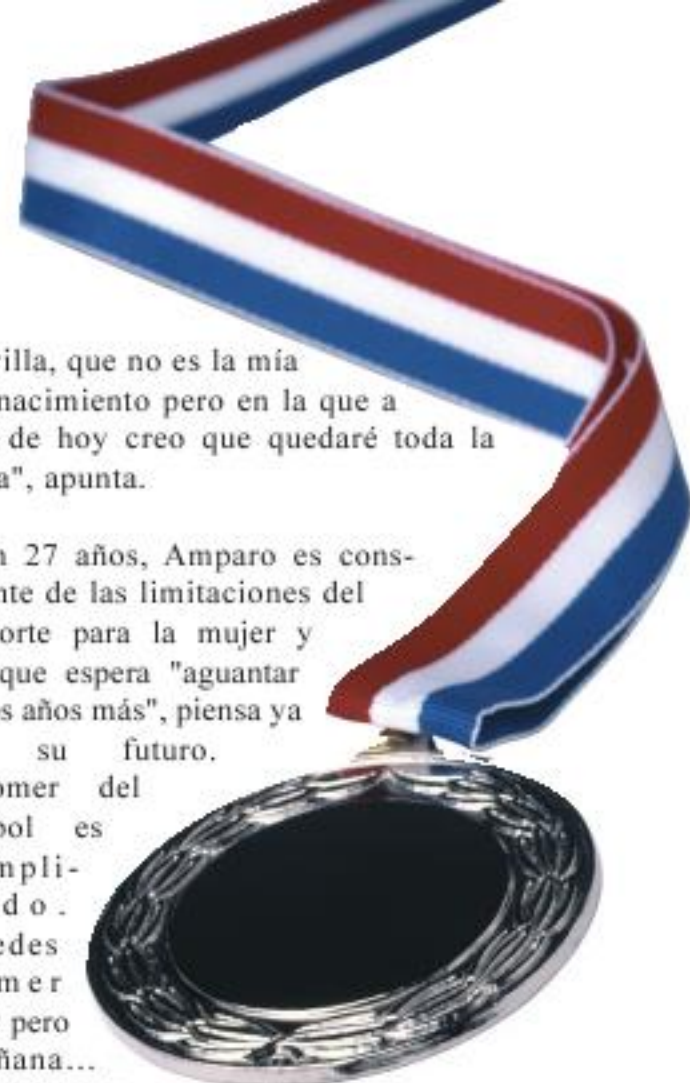 illa, que no es la mía
nacimiento pero en la que a
de hoy creo que quedaré toda la
a", apunta.
n 27 años, Amparo es cons-
nte de las limitaciones del
orte para la mujer y
que espera "aguantar
s años más", piensa ya
su futuro.
omer del
bol es
mpli-
do.
edes
mer
pero
ñana...